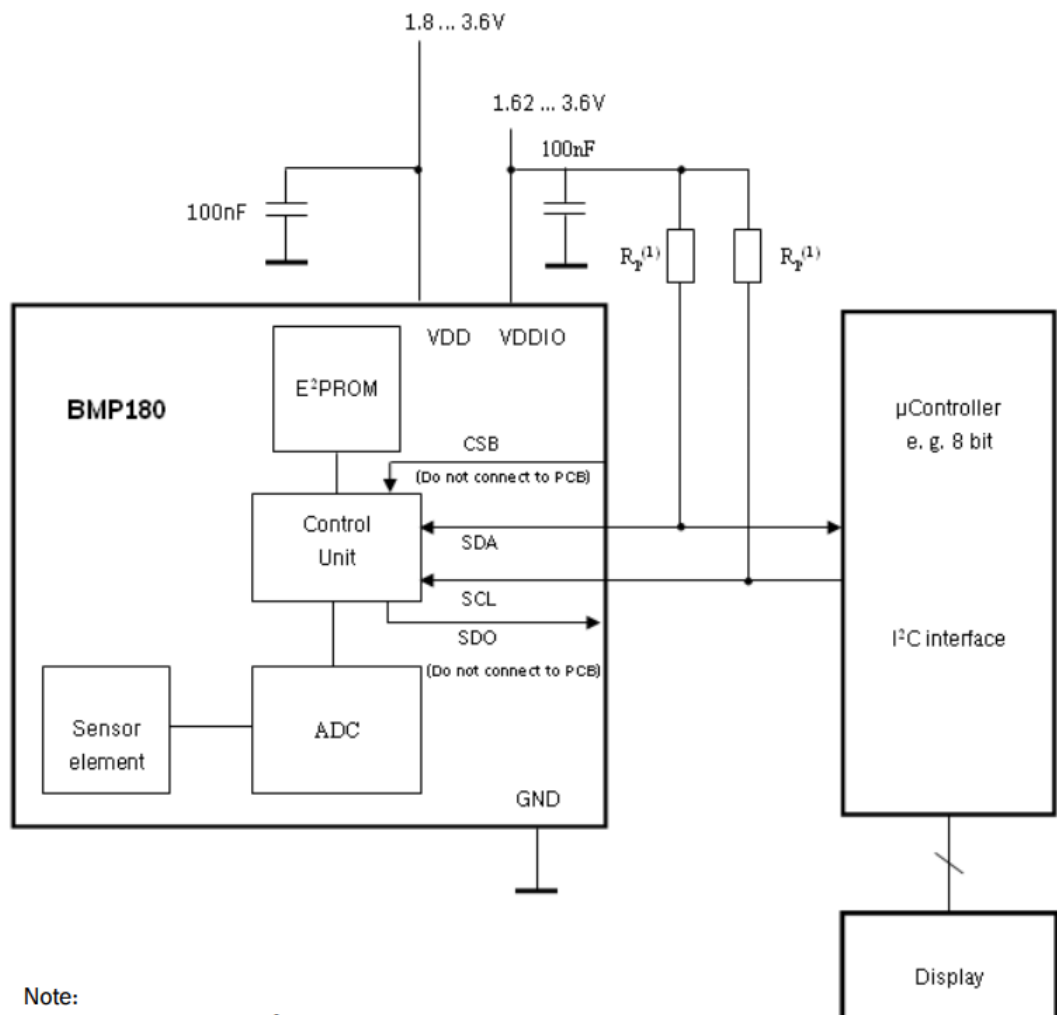 1.8 ... 3.6V
1.62 ... 3.6V
100nF
100nF
Rp(1)
Rp(1)
VDD
VDDIO
BMP180
E²PROM
CSB
(Do not connect to PCB)
Control
Unit
SDA
SCL
SDO
(Do not connect to PCB)
Sensor
element
ADC
GND
µController
e. g. 8 bit
I²C interface
Display
Note: